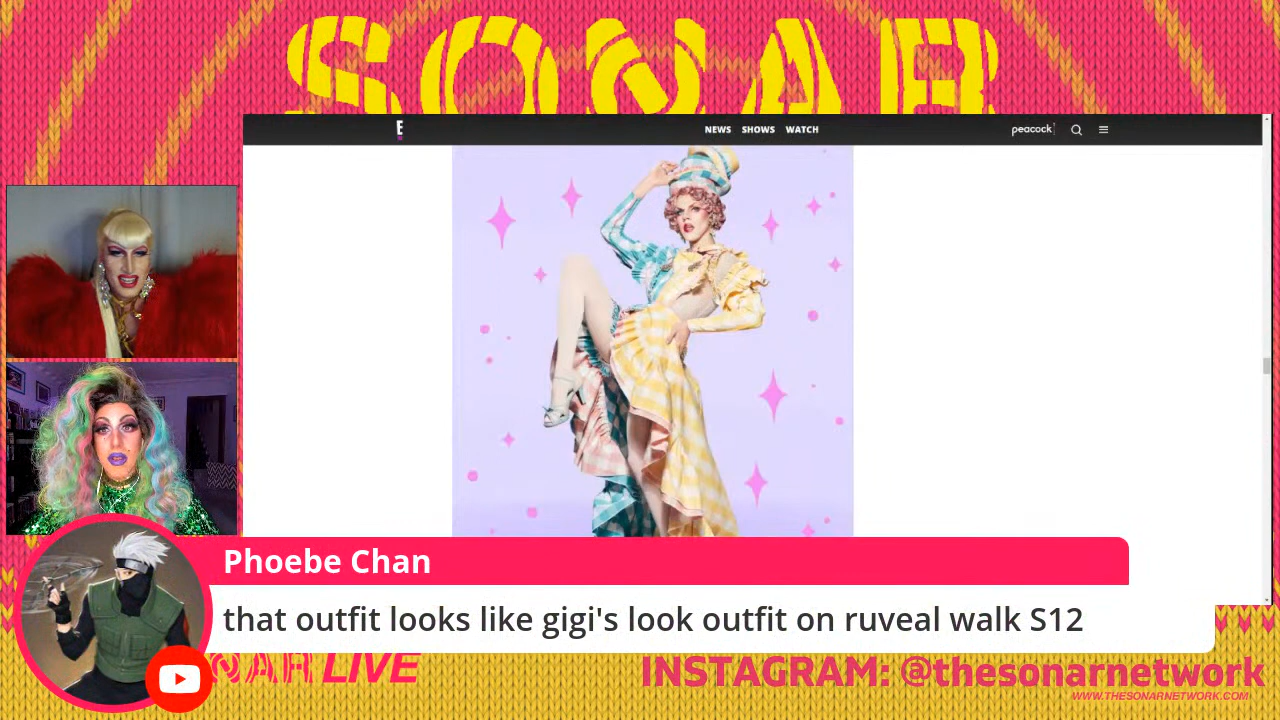 SONAR
E
NEWS SHOWS WATCH
peacock
Phoebe Chan
that outfit looks like gigi's look outfit on ruveal walk S12
SONAR LIVE
INSTAGRAM: @thesonarnetwork
WWW.THESONARNETWORK.COM